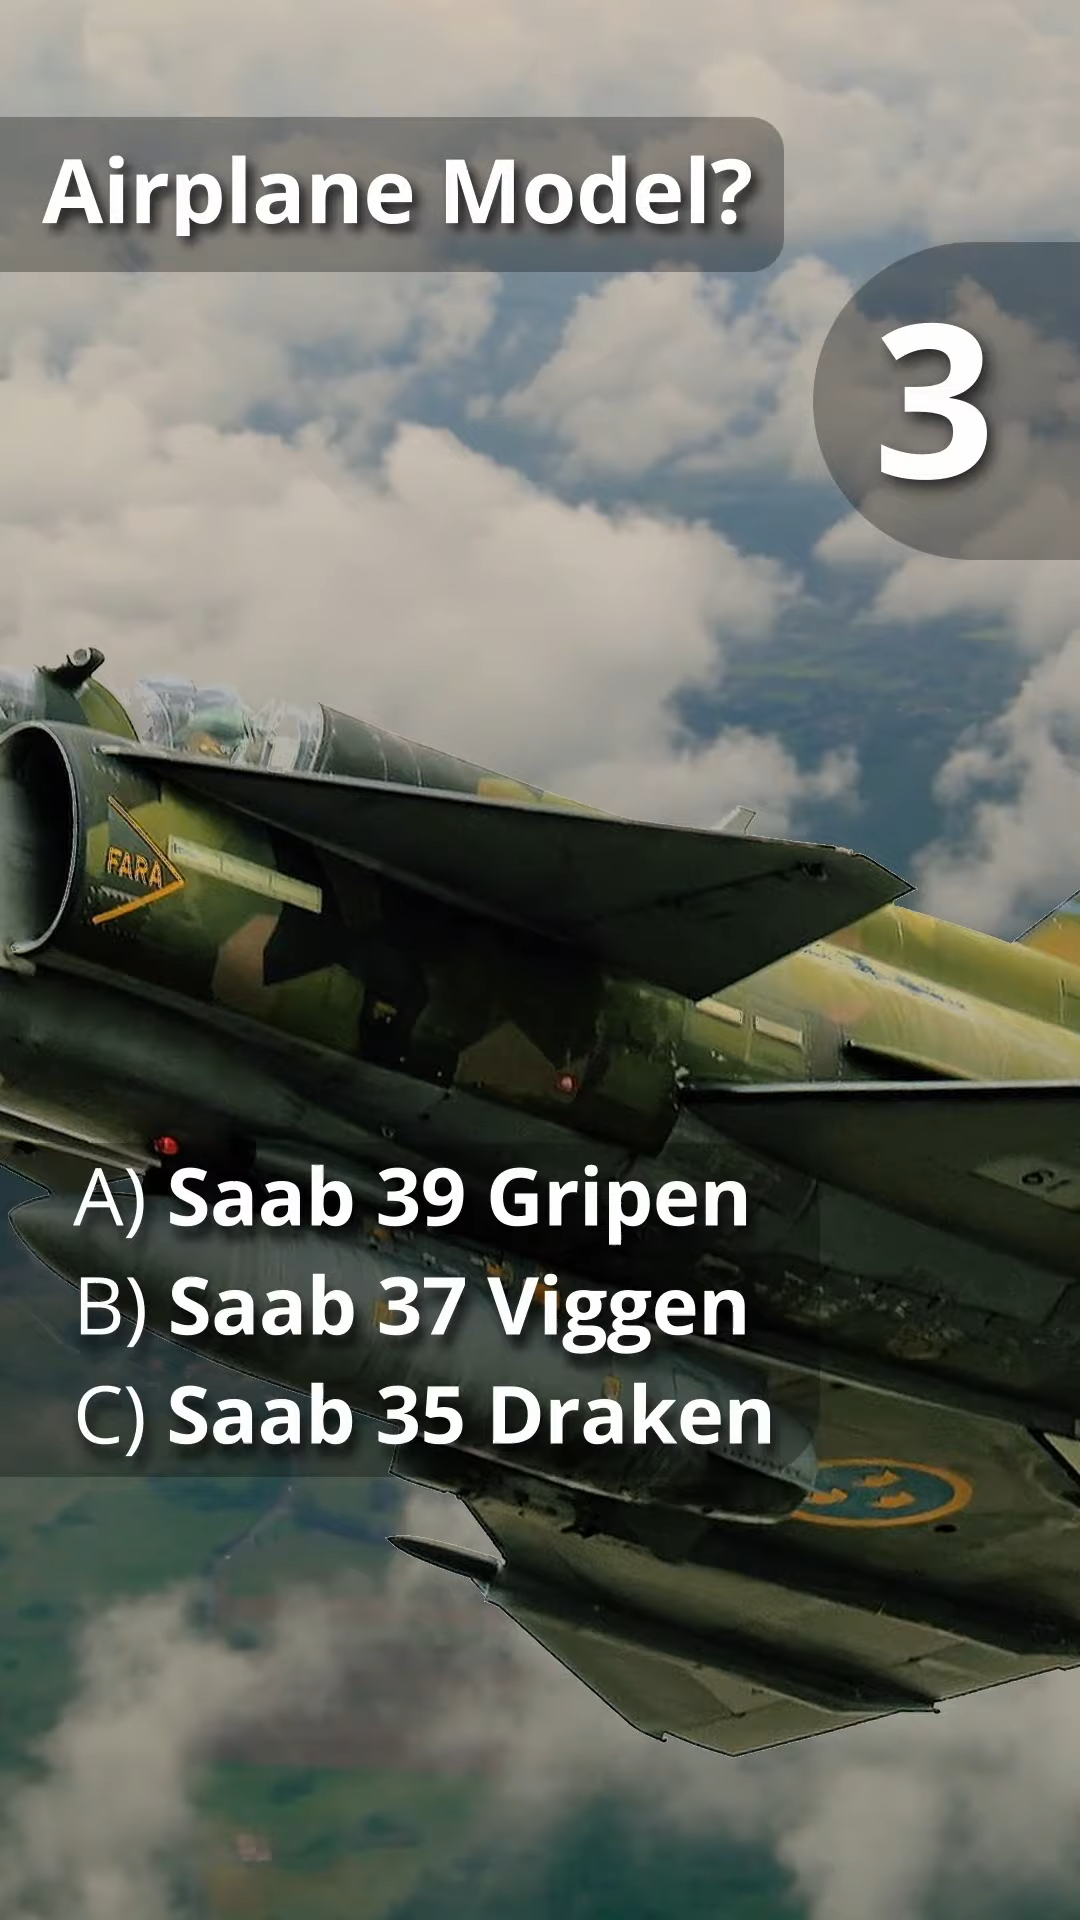 Airplane Model?
3
FARA
A) Saab 39 Gripen
B) Saab 37 Viggen
C) Saab 35 Draken